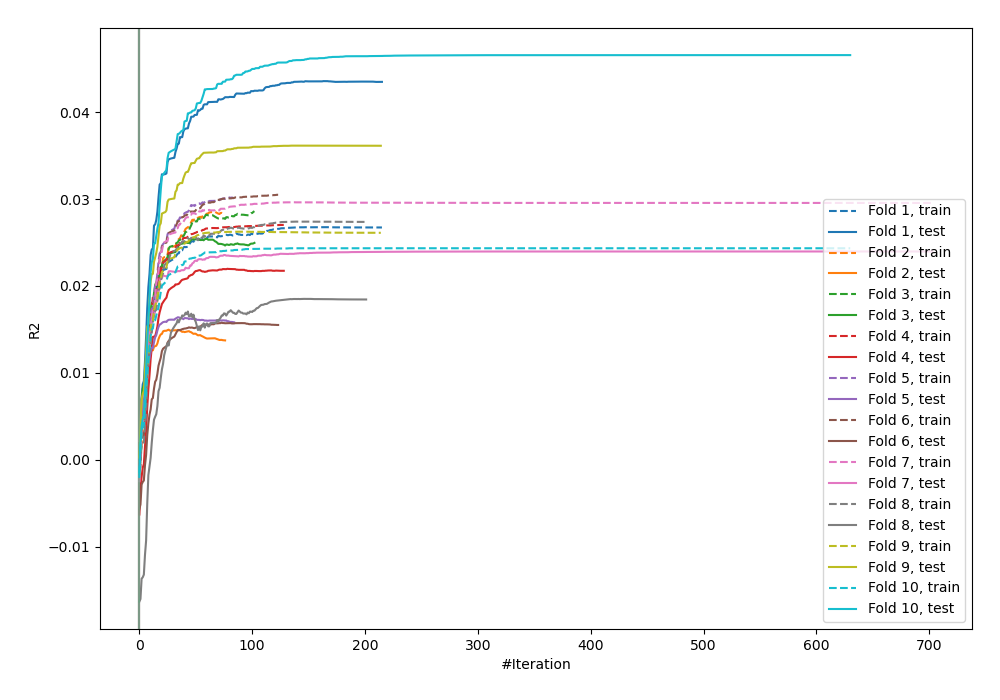 0.04
0.03
0.02
0.01
0.00
−0.01
R2
0
100
200
300
400
500
600
700
#Iteration
Fold 1, train
Fold 1, test
Fold 2, train
Fold 2, test
Fold 3, train
Fold 3, test
Fold 4, train
Fold 4, test
Fold 5, train
Fold 5, test
Fold 6, train
Fold 6, test
Fold 7, train
Fold 7, test
Fold 8, train
Fold 8, test
Fold 9, train
Fold 9, test
Fold 10, train
Fold 10, test